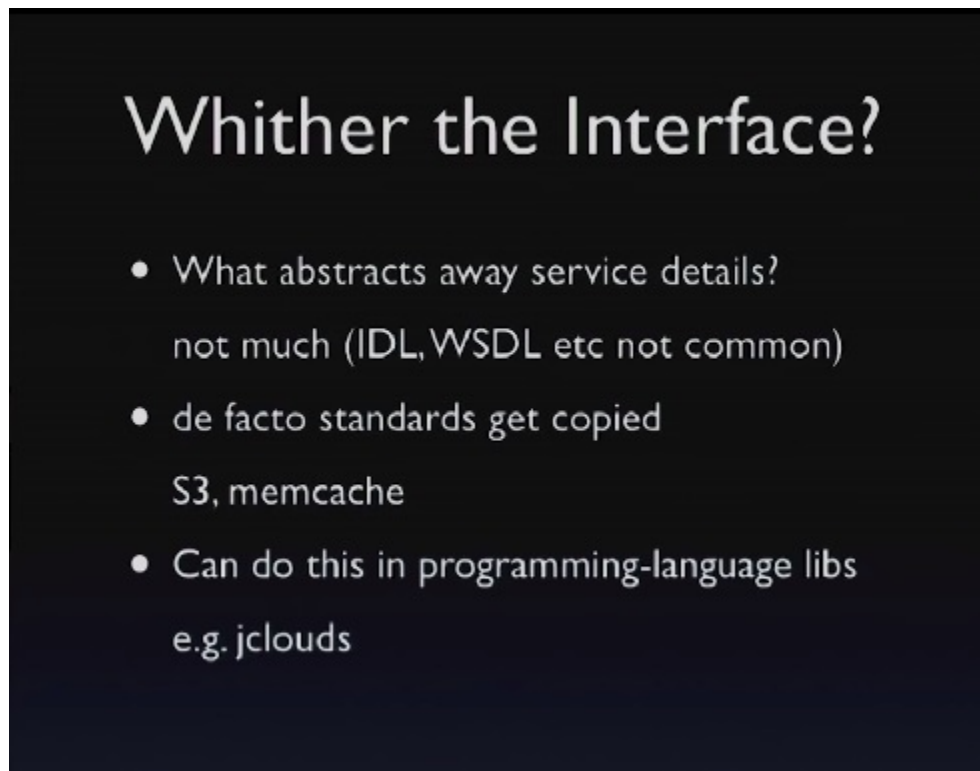 Whither the Interface?
• What abstracts away service details?
not much (IDL, WSDL etc not common)
• de facto standards get copied
S3, memcache
• Can do this in programming-language libs
e.g. jclouds